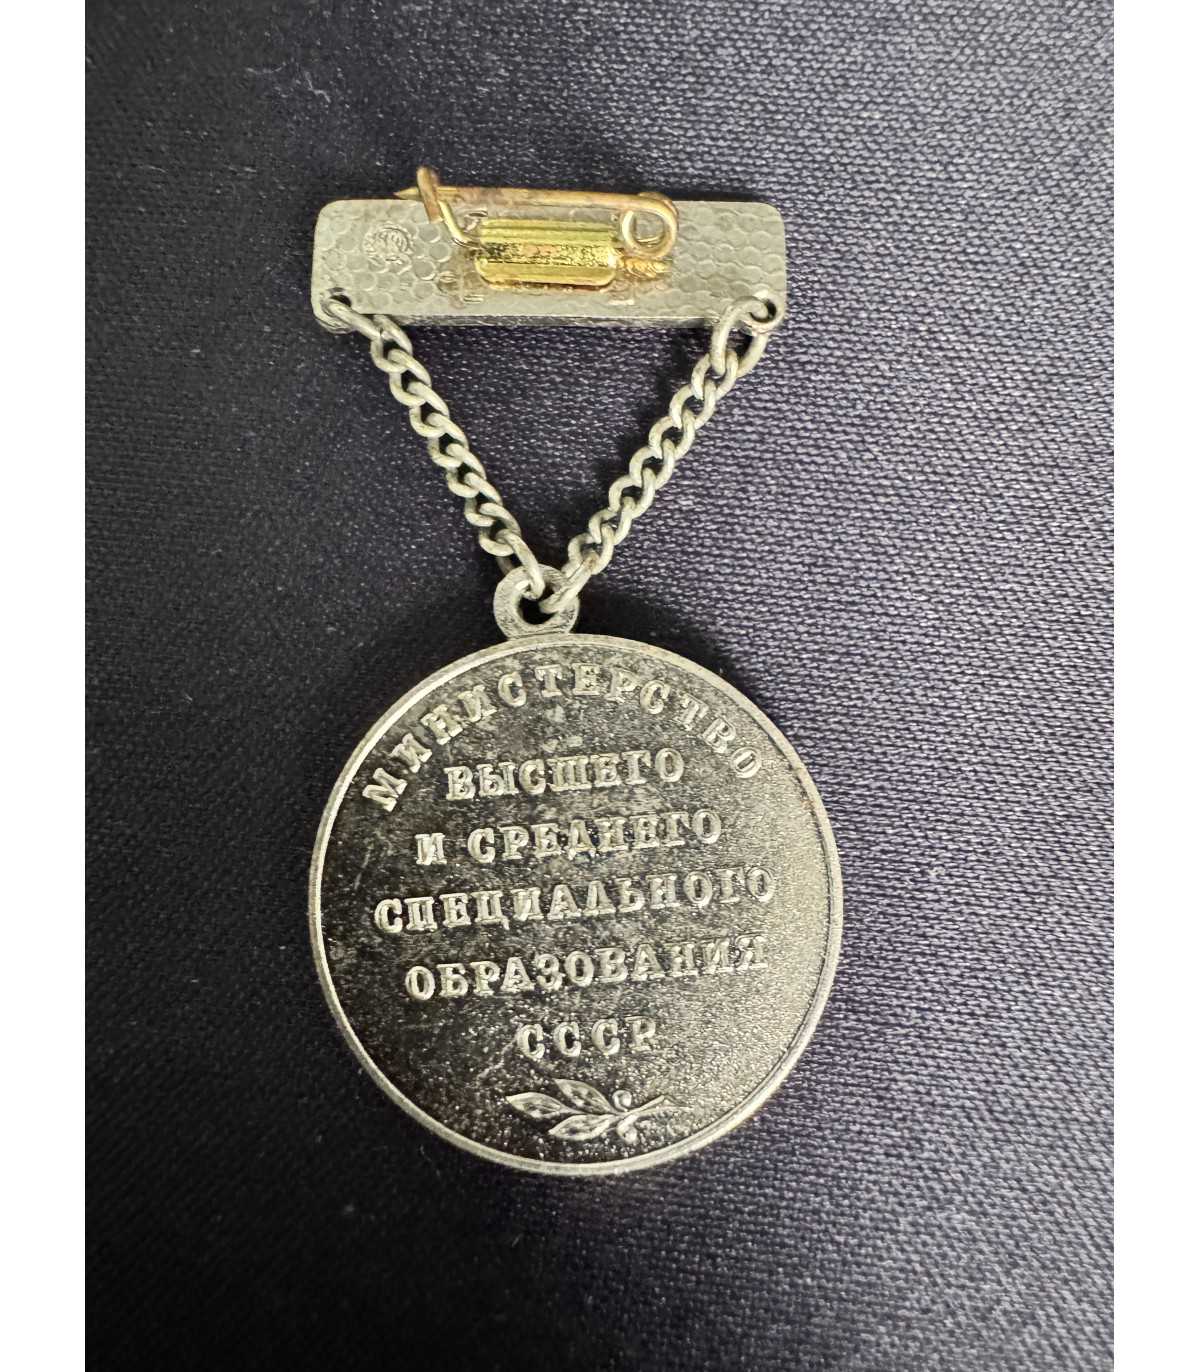 МИНИСТЕРСТВО
ВЫСШЕГО
И СРЕДНЕГО
СПЕЦИАЛЬНОГО
ОБРАЗОВАНИЯ
СССР